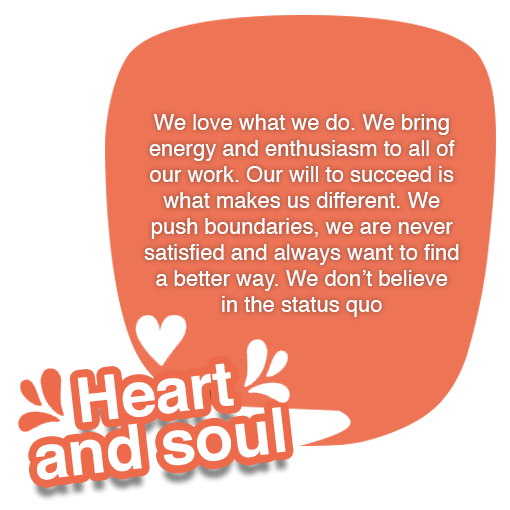 We love what we do. We bring
energy and enthusiasm to all of
our work. Our will to succeed is
what makes us different. We
push boundaries, we are never
satisfied and always want to find
a better way. We don’t believe
in the status quo
Heart
and soul